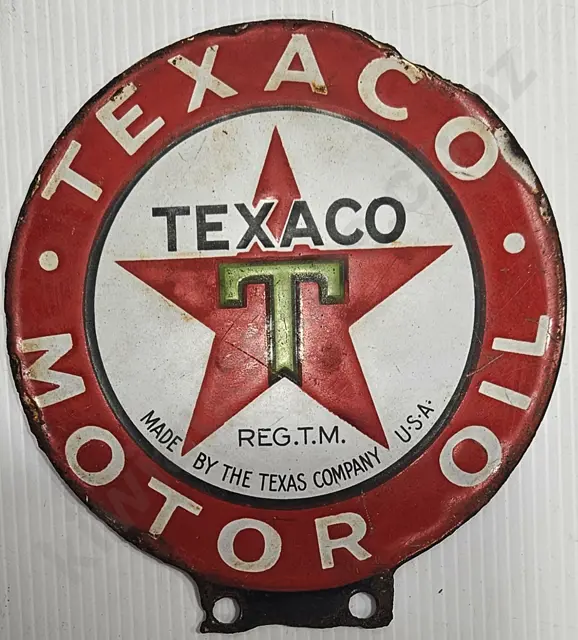 TEXACO
MOTOR OIL
TEXACO
T
REG.T.M.
MADE BY THE TEXAS COMPANY U.S.A.